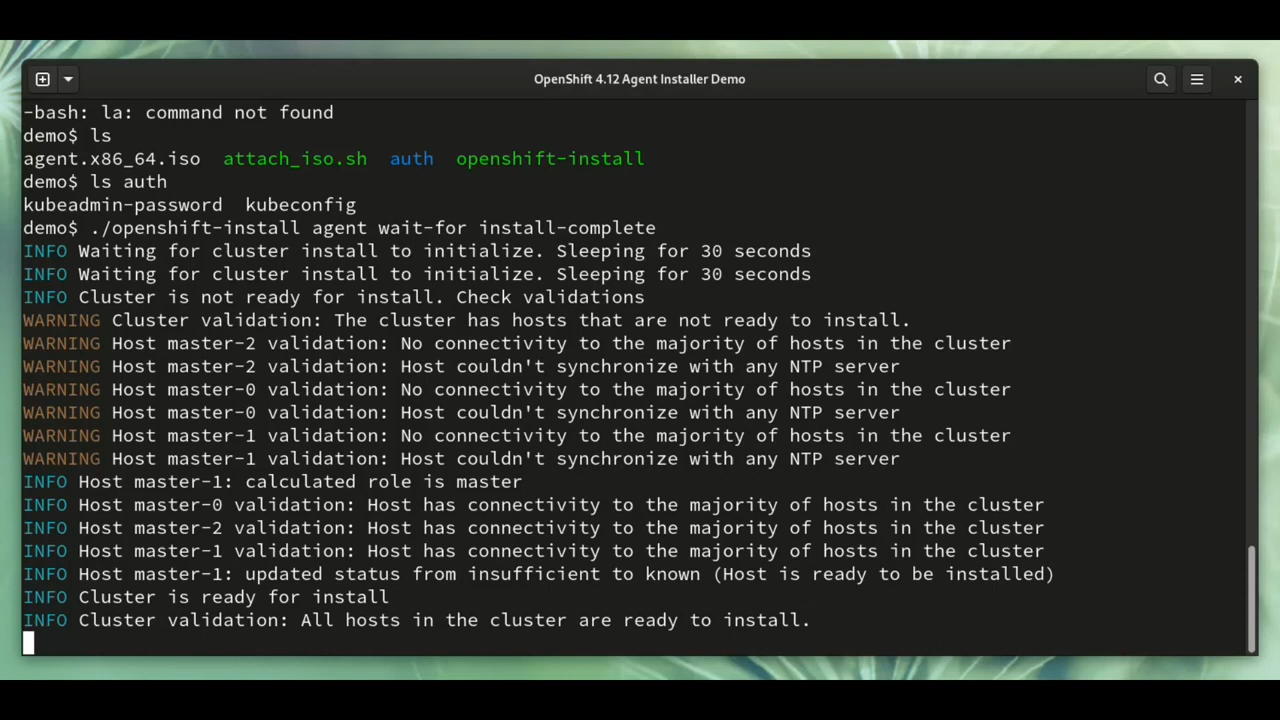 OpenShift 4.12 Agent Installer Demo
-bash: la: command not found
demo$ ls
agent.x86_64.iso  attach_iso.sh  auth  openshift-install
demo$ ls auth
kubeadmin-password  kubeconfig
demo$ ./openshift-install agent wait-for install-complete
INFO Waiting for cluster install to initialize. Sleeping for 30 seconds
INFO Waiting for cluster install to initialize. Sleeping for 30 seconds
INFO Cluster is not ready for install. Check validations
WARNING Cluster validation: The cluster has hosts that are not ready to install.
WARNING Host master-2 validation: No connectivity to the majority of hosts in the cluster
WARNING Host master-2 validation: Host couldn't synchronize with any NTP server
WARNING Host master-0 validation: No connectivity to the majority of hosts in the cluster
WARNING Host master-0 validation: Host couldn't synchronize with any NTP server
WARNING Host master-1 validation: No connectivity to the majority of hosts in the cluster
WARNING Host master-1 validation: Host couldn't synchronize with any NTP server
INFO Host master-1: calculated role is master
INFO Host master-0 validation: Host has connectivity to the majority of hosts in the cluster
INFO Host master-2 validation: Host has connectivity to the majority of hosts in the cluster
INFO Host master-1 validation: Host has connectivity to the majority of hosts in the cluster
INFO Host master-1: updated status from insufficient to known (Host is ready to be installed)
INFO Cluster is ready for install
INFO Cluster validation: All hosts in the cluster are ready to install.